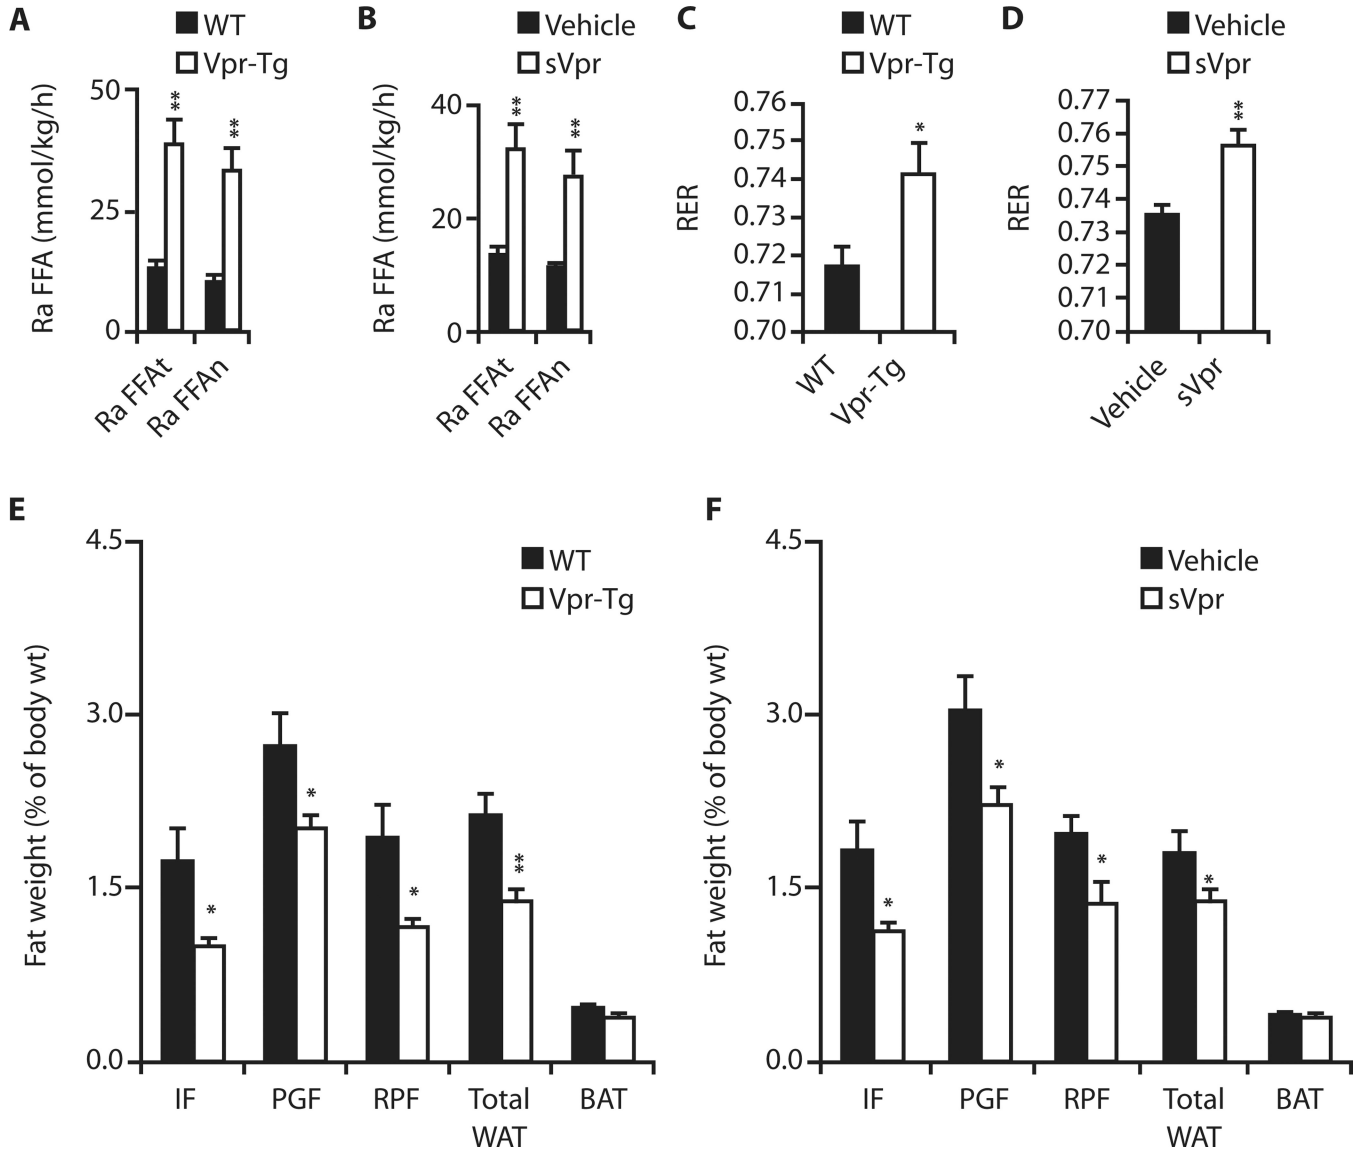 A
WT
Vpr-Tg
Ra FFA (mmol/kg/h)
50
25
0
**
**
Ra FFAt
Ra FFAn
B
Vehicle
sVpr
Ra FFA (mmol/kg/h)
40
20
0
**
**
Ra FFAt
Ra FFAn
C
WT
Vpr-Tg
RER
0.76
0.75
0.74
0.73
0.72
0.71
0.70
*
WT
Vpr-Tg
D
Vehicle
sVpr
RER
0.77
0.76
0.75
0.74
0.73
0.72
0.71
0.70
**
Vehicle
sVpr
E
WT
Vpr-Tg
Fat weight (% of body wt)
4.5
3.0
1.5
0.0
*
*
*
**
IF
PGF
RPF
Total
WAT
BAT
F
Vehicle
sVpr
Fat weight (% of body wt)
4.5
3.0
1.5
0.0
*
*
*
*
IF
PGF
RPF
Total
WAT
BAT